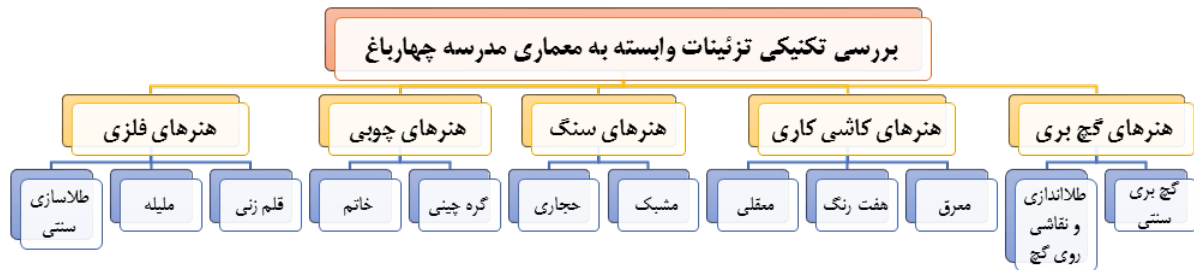 بررسی تکنیکی تزئینات وابسته به معماری مدرسه چهارباغ
هنرهای گچ بری
هنرهای کاشی کاری
هنرهای سنگ
هنرهای چوبی
هنرهای فلزی
گچ بری
سنتی
طلااندازی
و نقاشی
روی گچ
معرق
هفت رنگ
معقلی
مشبک
حجاری
گره چینی
خاتم
قلم زنی
ملیله
طلاسازی
سنتی